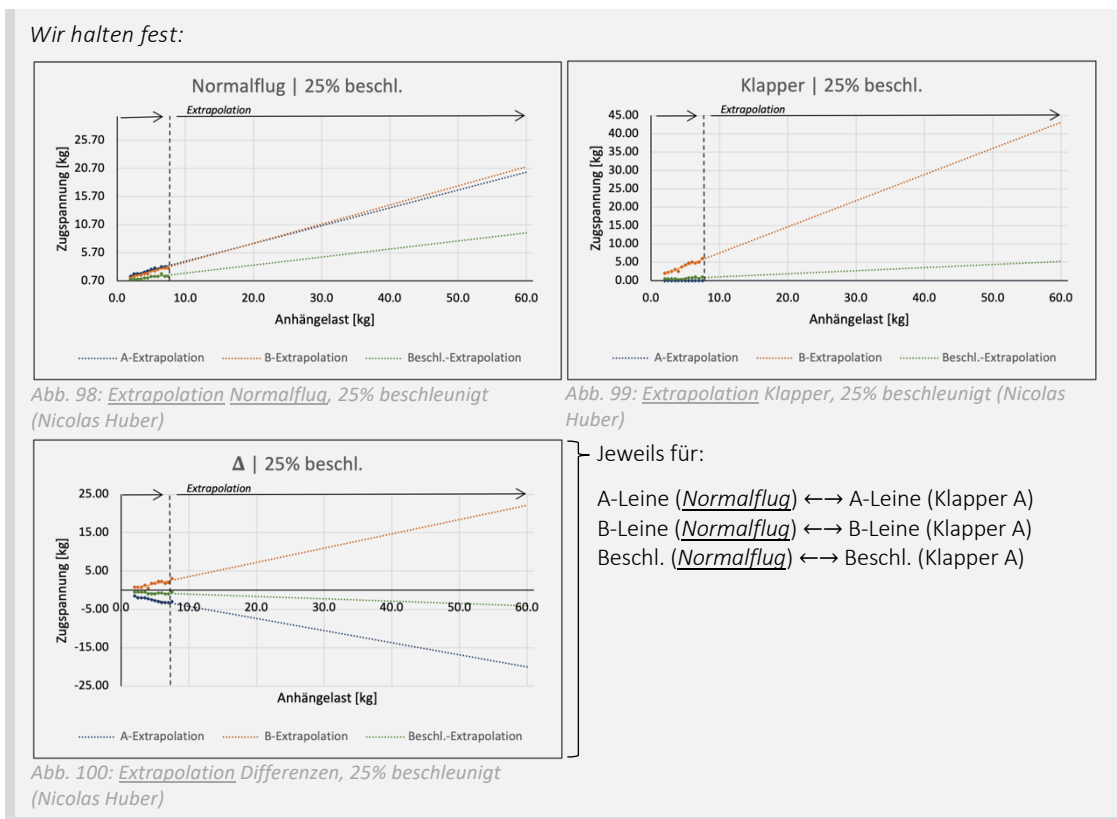 Wir halten fest:
Normalflug | 25% beschl.
Extrapolation
Zugspannung [kg]
25.70
20.70
15.70
10.70
5.70
0.70
0.0 10.0 20.0 30.0 40.0 50.0 60.0
Anhängelast [kg]
A-Extrapolation B-Extrapolation Beschl.-Extrapolation
Abb. 98: Extrapolation Normalflug, 25% beschleunigt
(Nicolas Huber)
Klapper | 25% beschl.
Extrapolation
Zugspannung [kg]
45.00
40.00
35.00
30.00
25.00
20.00
15.00
10.00
5.00
0.00
0.0 10.0 20.0 30.0 40.0 50.0 60.0
Anhängelast [kg]
A-Extrapolation B-Extrapolation Beschl.-Extrapolation
Abb. 99: Extrapolation Klapper, 25% beschleunigt (Nicolas
Huber)
Δ | 25% beschl.
Extrapolation
Zugspannung [kg]
25.00
15.00
5.00
-5.00
-15.00
-25.00
0.0 10.0 20.0 30.0 40.0 50.0 60.0
Anhängelast [kg]
A-Extrapolation B-Extrapolation Beschl.-Extrapolation
Abb. 100: Extrapolation Differenzen, 25% beschleunigt
(Nicolas Huber)
Jeweils für:
A-Leine (Normalflug) ←→ A-Leine (Klapper A)
B-Leine (Normalflug) ←→ B-Leine (Klapper A)
Beschl. (Normalflug) ←→ Beschl. (Klapper A)